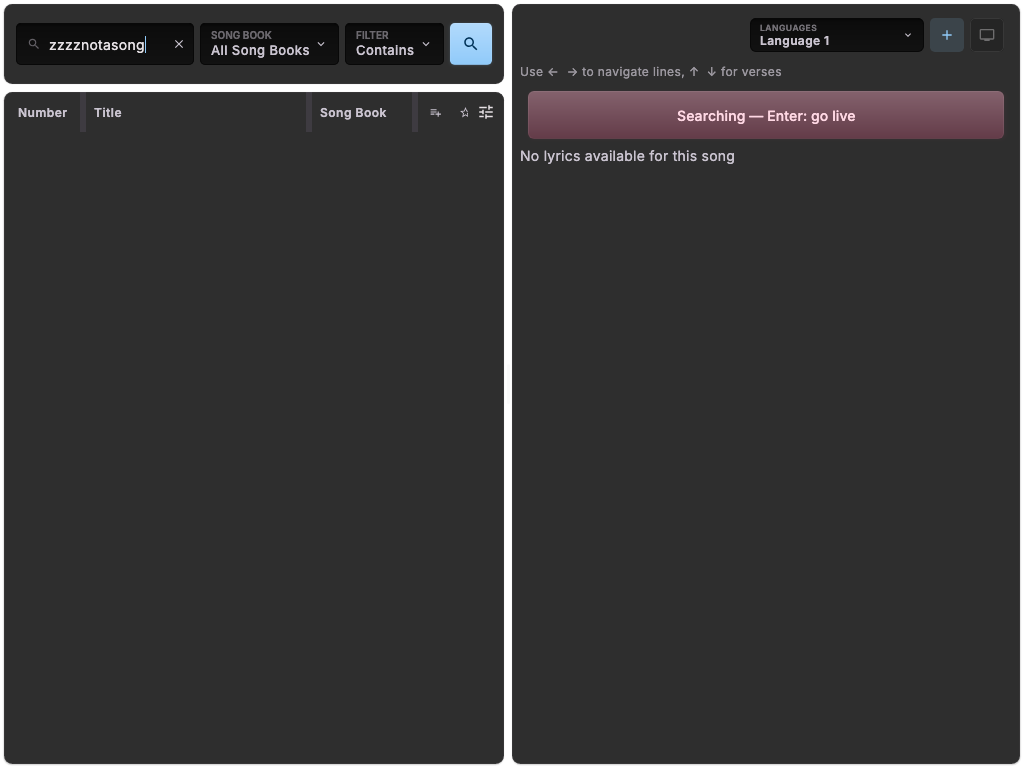 zzzznotasong
SONG BOOK
All Song Books
FILTER
Contains
Number
Title
Song Book
LANGUAGES
Language 1
Use ← → to navigate lines, ↑ ↓ for verses
Searching — Enter: go live
No lyrics available for this song